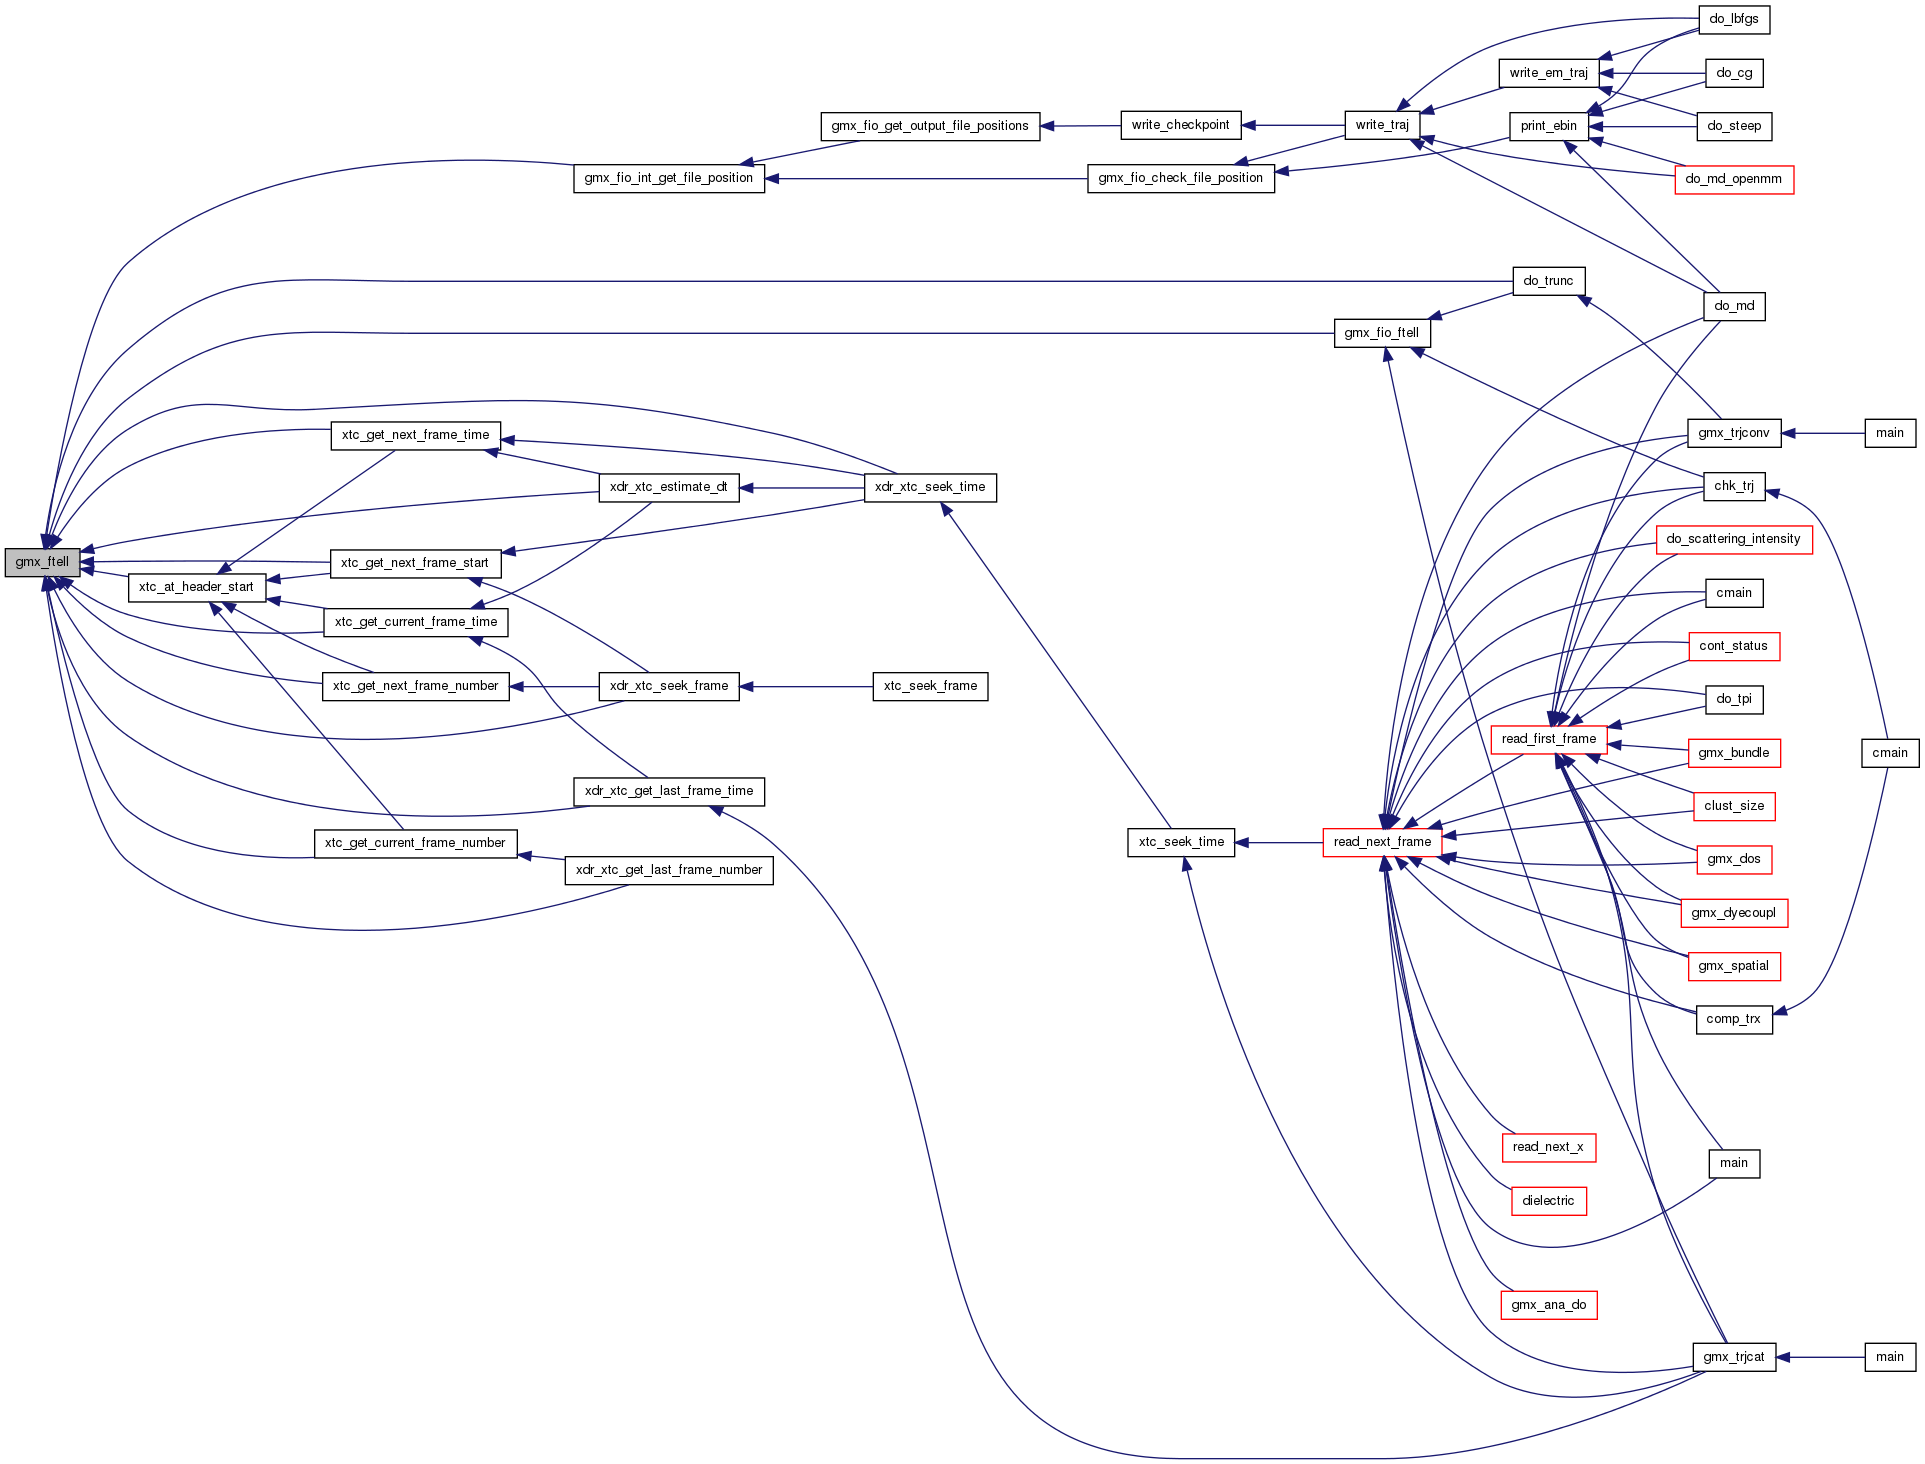 do_lbfgs
write_em_traj
do_cg
gmx_fio_get_output_file_positions
write_checkpoint
write_traj
print_ebin
do_steep
gmx_fio_int_get_file_position
gmx_fio_check_file_position
do_md_openmm
do_trunc
do_md
gmx_fio_ftell
xtc_get_next_frame_time
gmx_trjconv
main
xdr_xtc_estimate_dt
xdr_xtc_seek_time
chk_trj
do_scattering_intensity
gmx_ftell
xtc_get_next_frame_start
xtc_at_header_start
cmain
xtc_get_current_frame_time
cont_status
xtc_get_next_frame_number
xdr_xtc_seek_frame
xtc_seek_frame
do_tpi
read_first_frame
gmx_bundle
cmain
xdr_xtc_get_last_frame_time
clust_size
xtc_get_current_frame_number
xtc_seek_time
read_next_frame
gmx_dos
xdr_xtc_get_last_frame_number
gmx_dyecoupl
gmx_spatial
comp_trx
read_next_x
main
dielectric
gmx_ana_do
gmx_trjcat
main